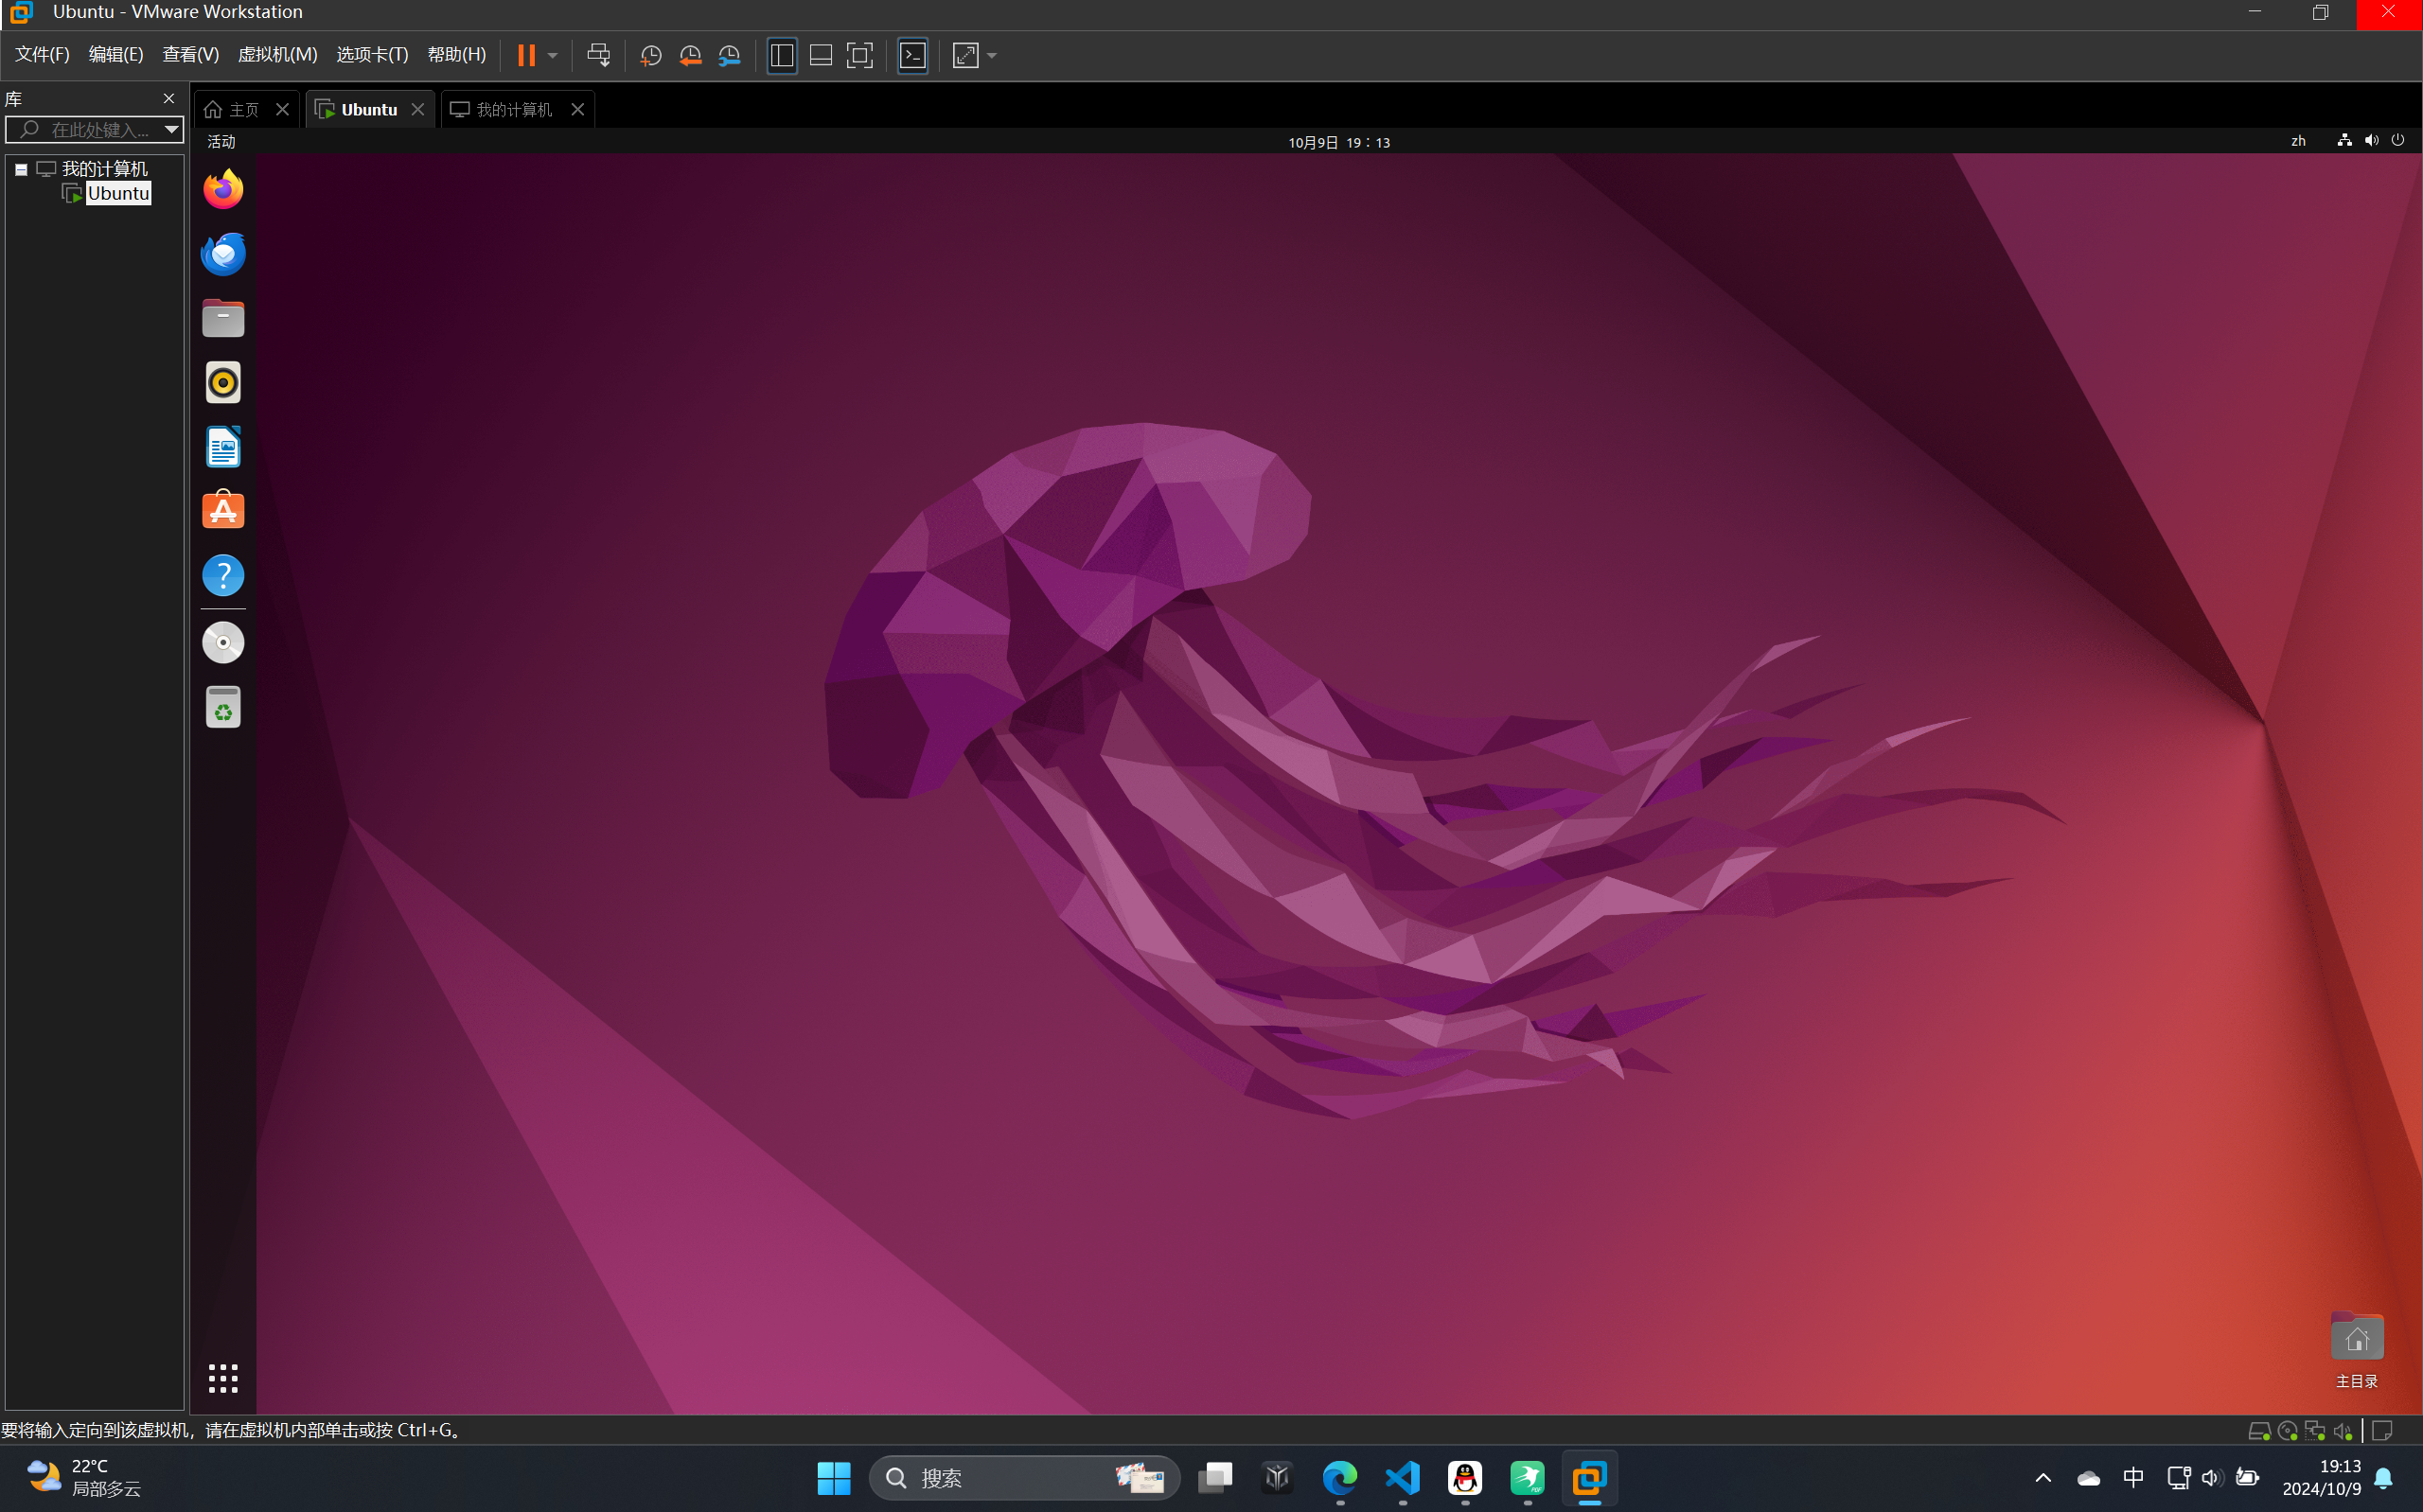 Ubuntu - VMware Workstation
文件(F) 编辑(E) 查看(V) 虚拟机(M) 选项卡(T) 帮助(H)
库
主页 Ubuntu 我的计算机
在此处键入...
活动 10月9日 19：13 zh
我的计算机
Ubuntu
主目录
要将输入定向到该虚拟机，请在虚拟机内部单击或按 Ctrl+G。
22°C
局部多云
搜索
中
19:13
2024/10/9